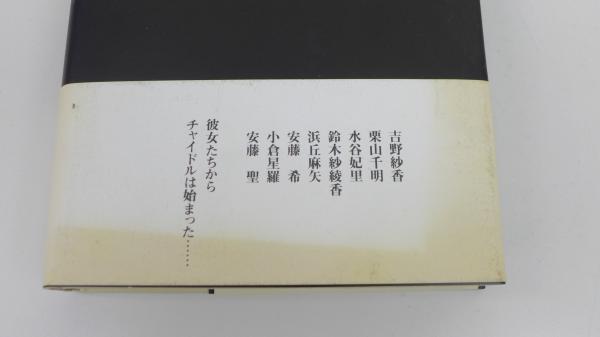 吉野紗香
栗山千明
水谷妃里
鈴木紗綾香
浜丘麻矢
安藤 希
小倉星羅
安藤 聖
彼女たちから
チャイドルは始まった……